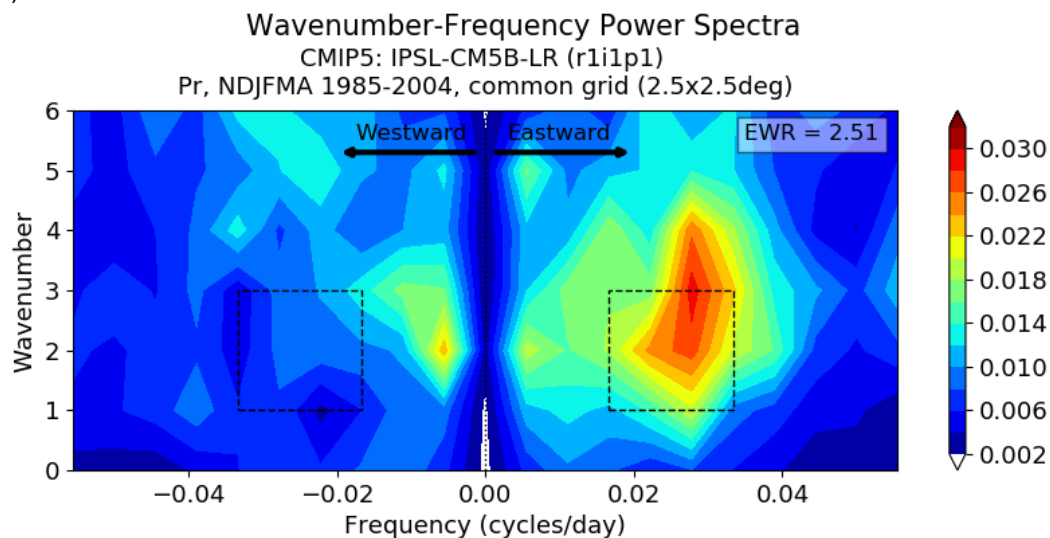 Wavenumber-Frequency Power Spectra
CMIP5: IPSL-CM5B-LR (r1i1p1)
Pr, NDJFMA 1985-2004, common grid (2.5x2.5deg)
Westward
Eastward
EWR = 2.51
Wavenumber
6
5
4
3
2
1
0
−0.04
−0.02
0.00
0.02
0.04
Frequency (cycles/day)
0.030
0.026
0.022
0.018
0.014
0.010
0.006
0.002